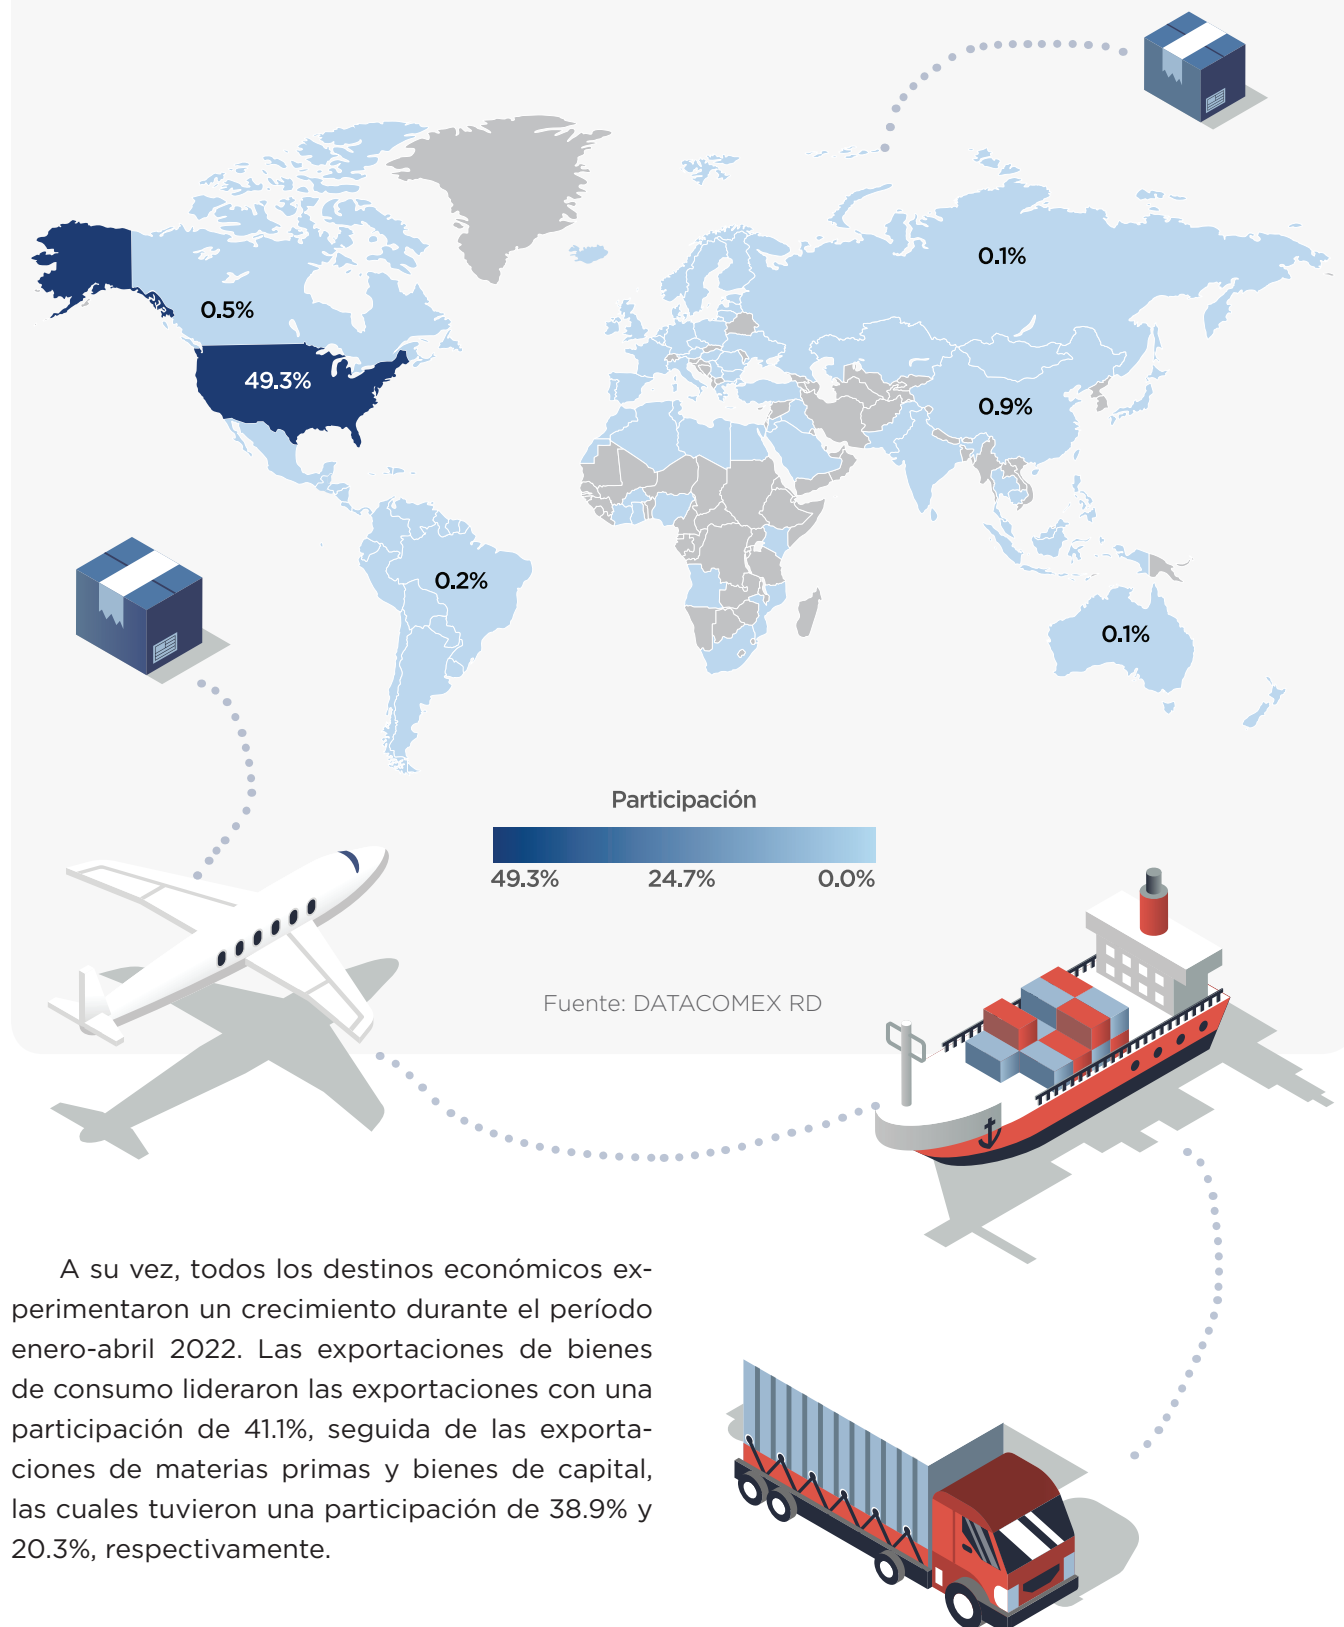 0.1%
0.5%
49.3%
0.9%
0.2%
0.1%
Participación
49.3% 24.7% 0.0%
Fuente: DATACOMEX RD
A su vez, todos los destinos económicos ex-
perimentaron un crecimiento durante el período
enero-abril 2022. Las exportaciones de bienes
de consumo lideraron las exportaciones con una
participación de 41.1%, seguida de las exporta-
ciones de materias primas y bienes de capital,
las cuales tuvieron una participación de 38.9% y
20.3%, respectivamente.